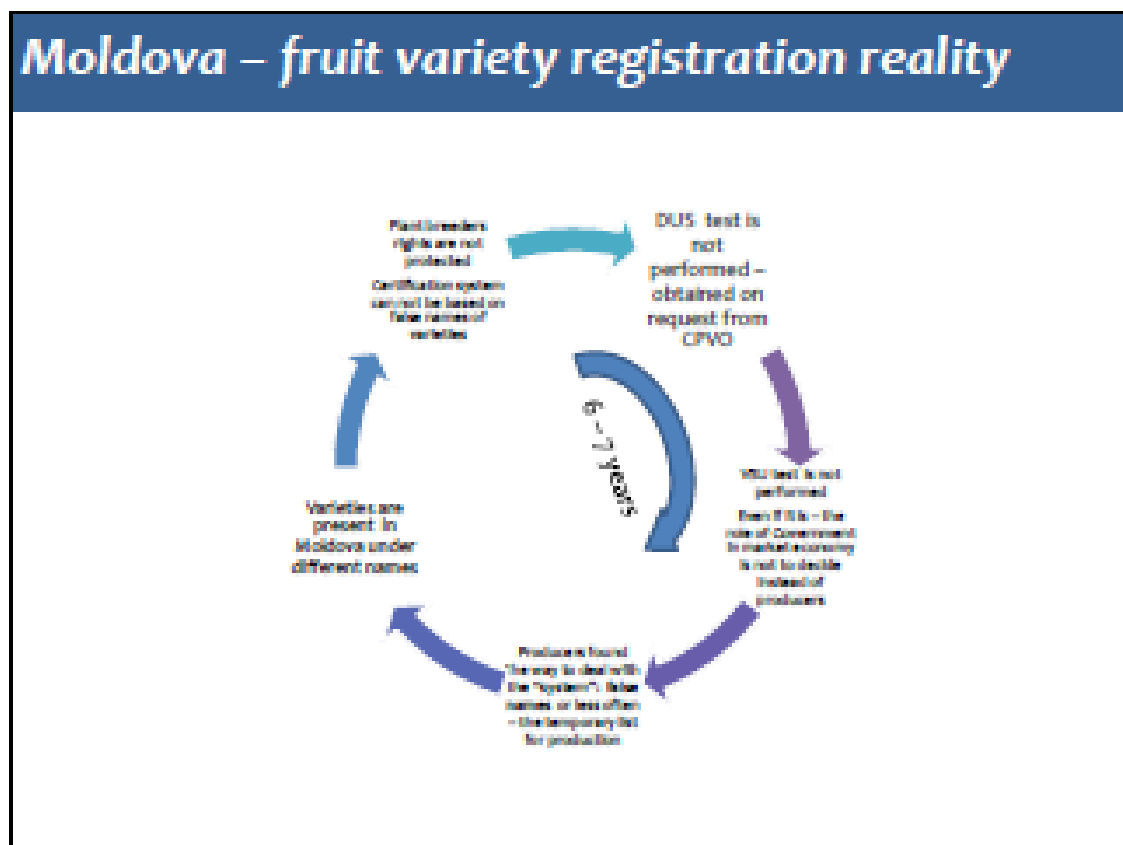 Moldova – fruit variety registration reality
Plant breeders
rights are not
protected
Certification system
can not be based on
false names of
varieties
DUS test is
not
performed –
obtained on
request from
CPVO
6 – 7 years
VCU test is not
performed
Even if it is – the
role of Government
in market economy
is not to decide
instead of
producers
Producers found
the way to deal with
the "system": false
names or less often
– the temporary list
for production
Varieties are
present in
Moldova under
different names